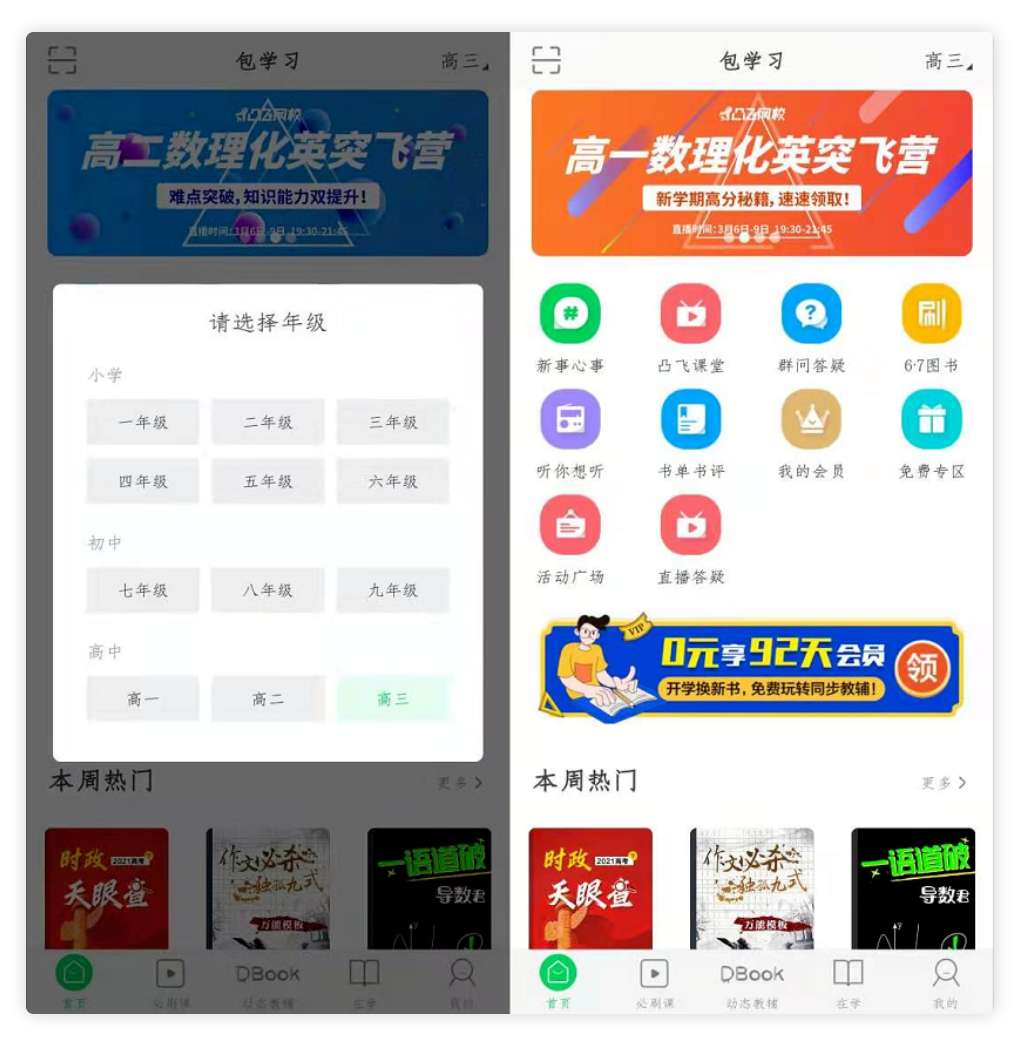 包学习
高三
凸飞网校
高二数理化英突飞营
难点突破,知识能力双提升!
直播时间:3月6日-9日 19:30-21:45
请选择年级
小学
一年级 二年级 三年级
四年级 五年级 六年级
初中
七年级 八年级 九年级
高中
高一 高二 高三
本周热门
更多
时政 2021高考
天眼查
作文必杀
独孤九式
万能模板
一语道破
导数君
首页 必刷课 DBook 动态教辅 在学 我的
包学习
高三
凸飞网校
高一数理化英突飞营
新学期高分秘籍,速速领取!
直播时间:3月6日-9日 19:30-21:45
新事心事 凸飞课堂 群问答疑 6·7图书
刷
听你想听 书单书评 我的会员 免费专区
活动广场 直播答疑
VIP
0元享92天会员
领
开学换新书,免费玩转同步教辅!
本周热门
更多
时政 2021高考
天眼查
作文必杀
独孤九式
万能模板
一语道破
导数君
y
首页 必刷课 DBook 动态教辅 在学 我的